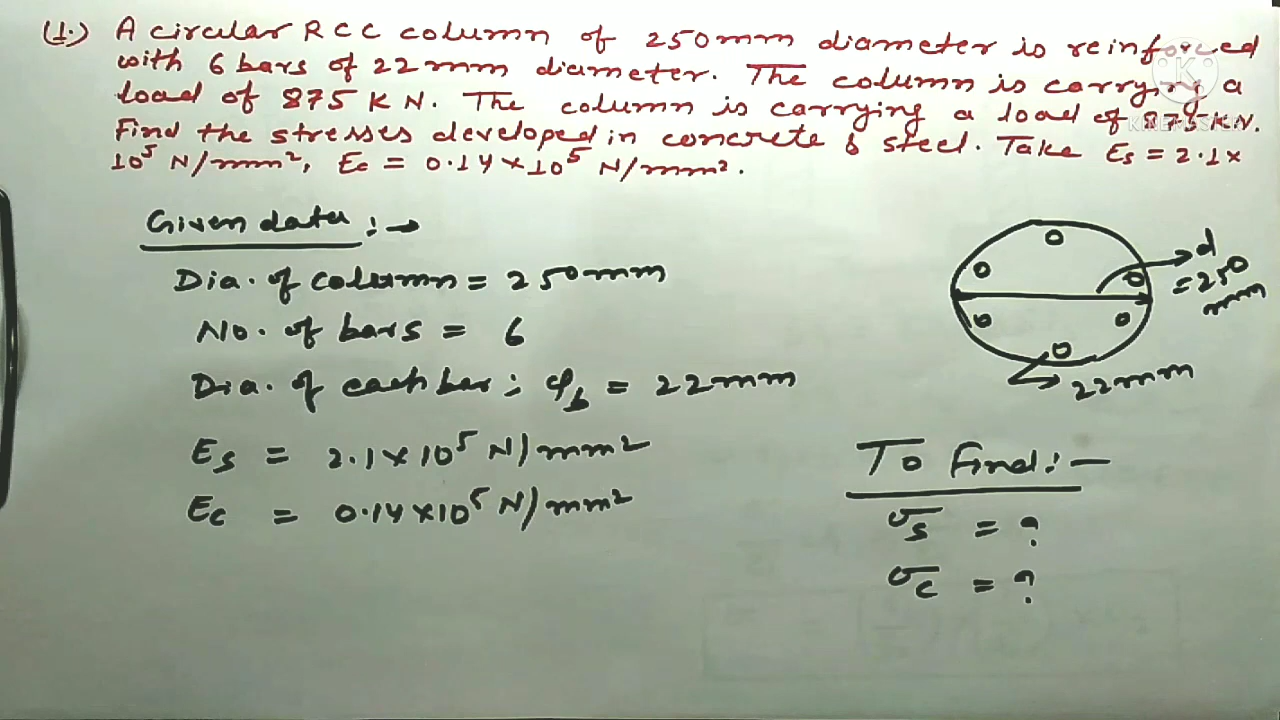 (1.) A circular RCC column of 250mm diameter is reinforced
with 6 bars of 22mm diameter. The column is carrying a
load of 875 KN. The column is carrying a load of 875 KN.
Find the stresses developed in concrete & steel. Take Es = 2.1×
10⁵ N/mm², Ec = 0.14×10⁵ N/mm².
Given data :→
Dia. of column = 250mm
No. of bars = 6
Dia. of each bar ; φb = 22mm
Es = 2.1×10⁵ N/mm²
Ec = 0.14×10⁵ N/mm²
d
= 250
mm
22mm
To find :—
σs = ?
σc = ?
K
KINEMASTER